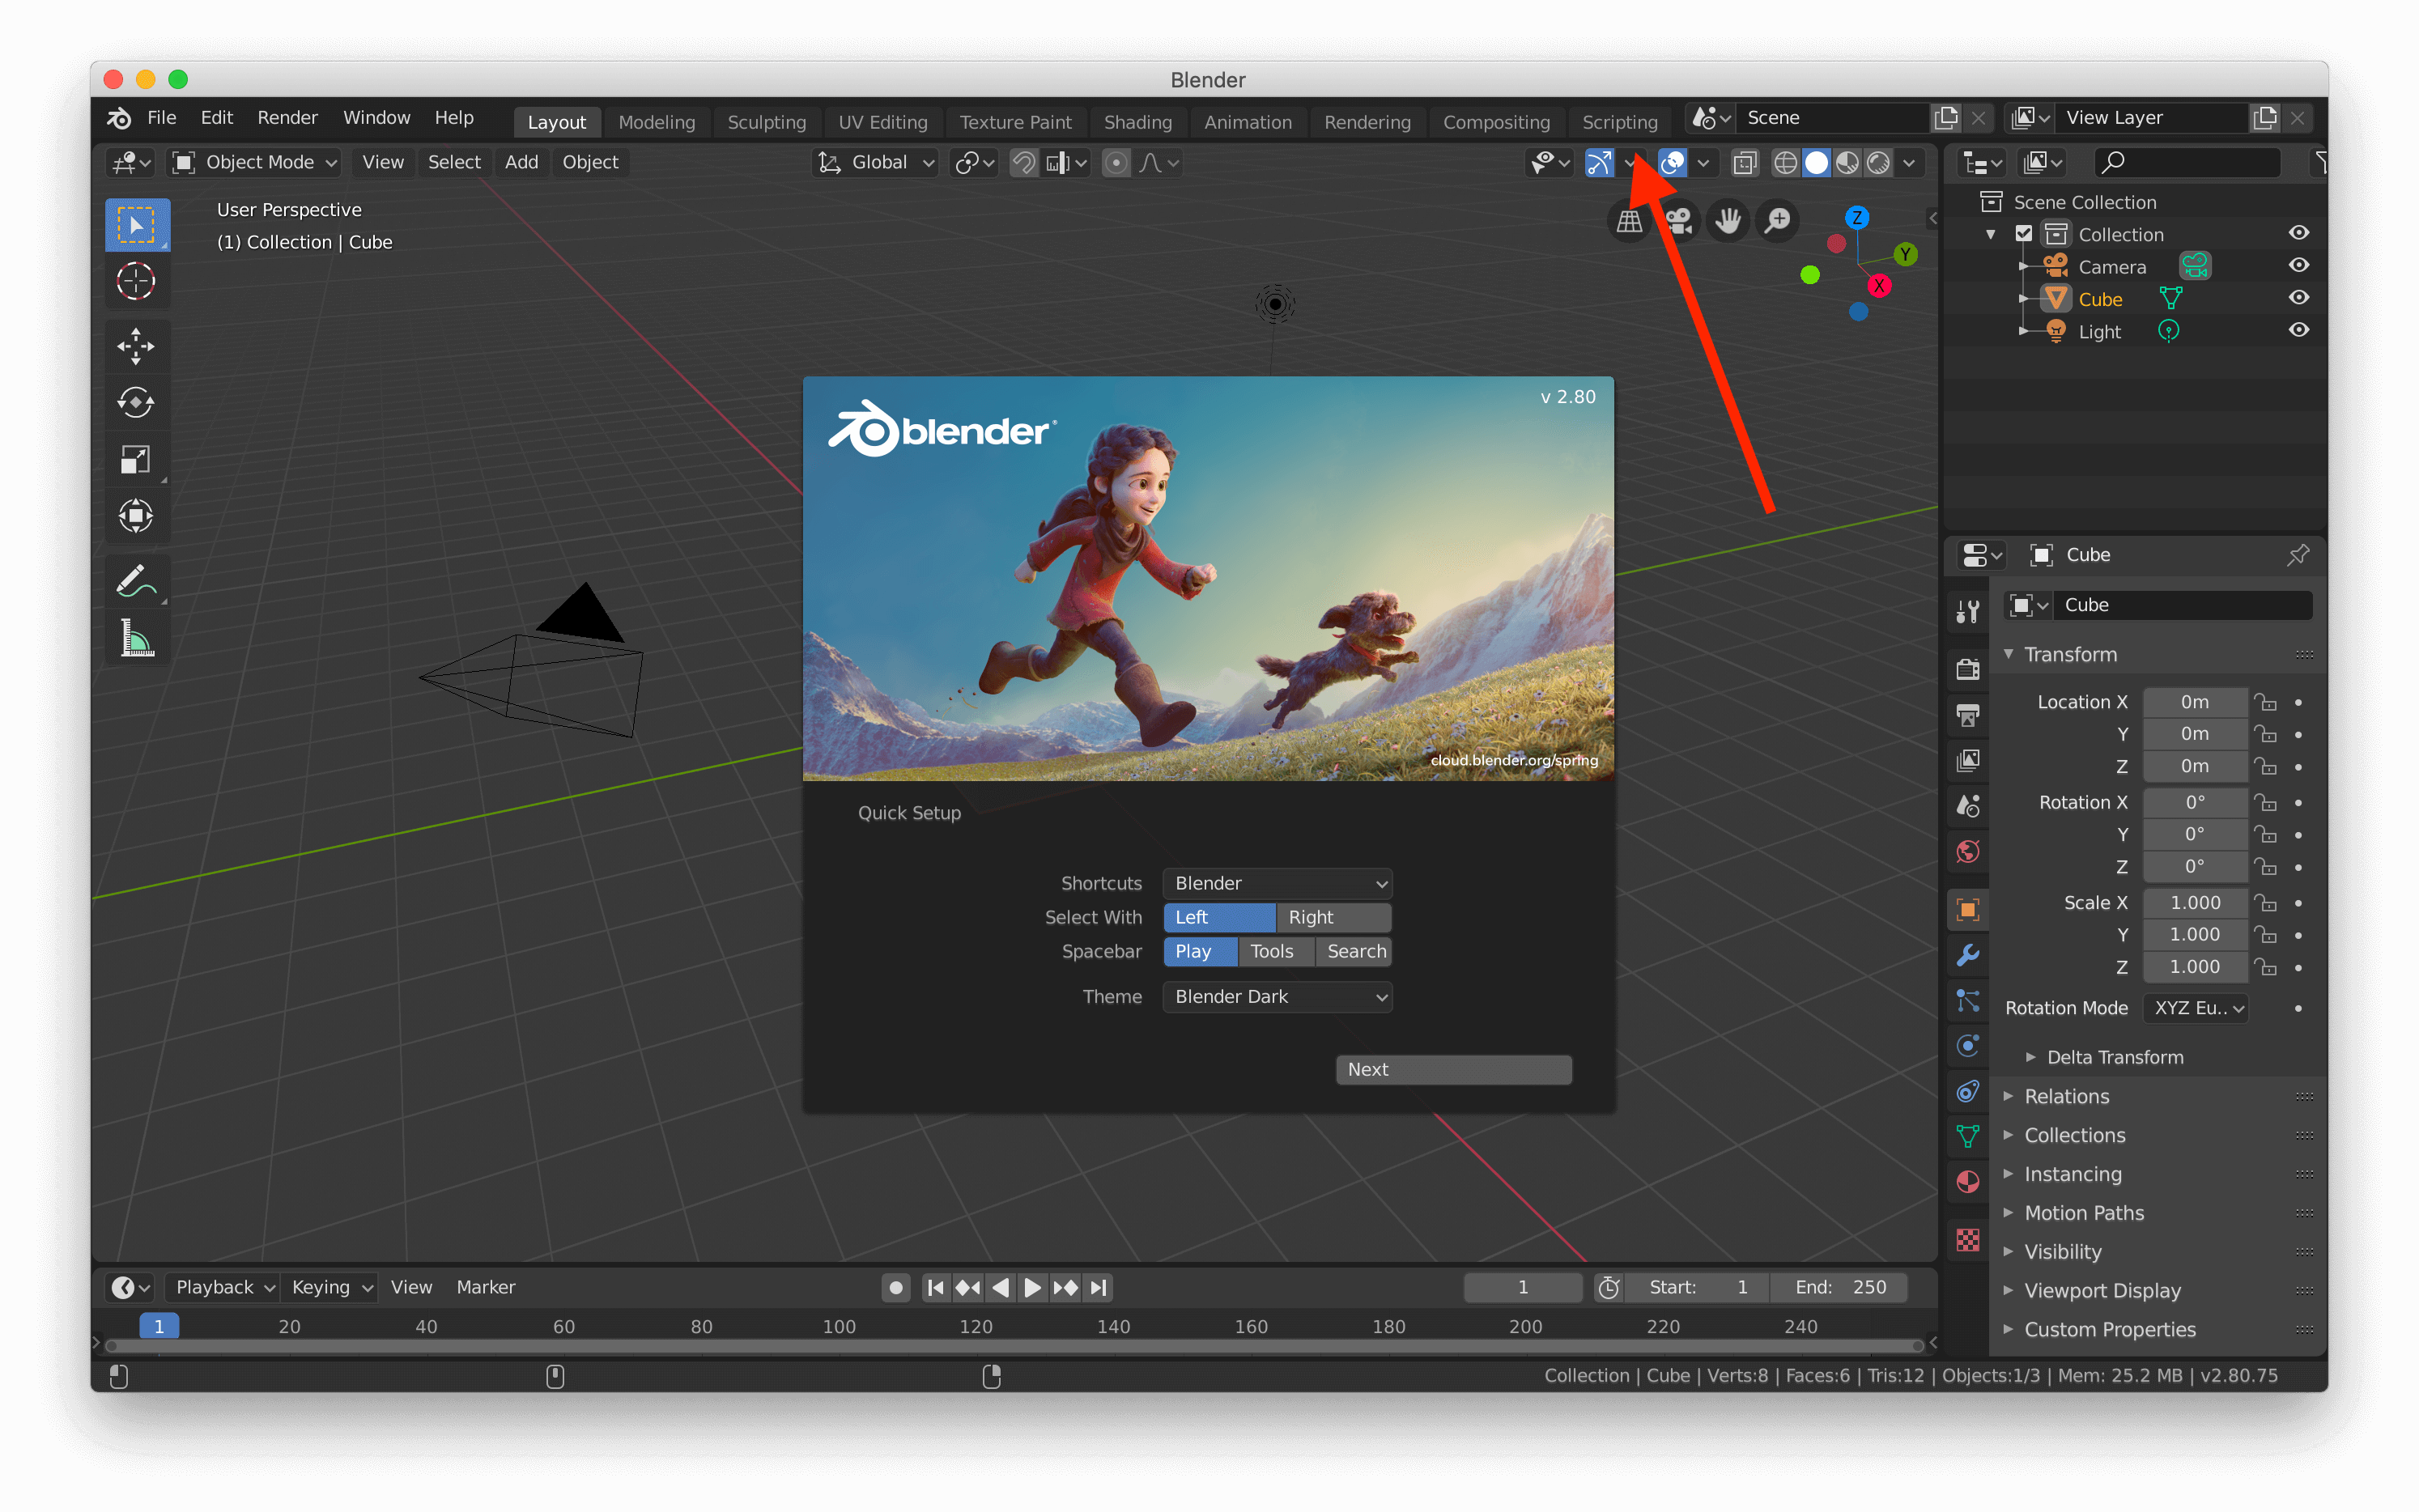 Blender
File Edit Render Window Help Layout Modeling Sculpting UV Editing Texture Paint Shading Animation Rendering Compositing Scripting Scene View Layer
Object Mode View Select Add Object Global
User Perspective
(1) Collection | Cube
Z
Y
X
Scene Collection
Collection
Camera
Cube
Light
v 2.80
blender
cloud.blender.org/spring
Quick Setup
Shortcuts Blender
Select With Left Right
Spacebar Play Tools Search
Theme Blender Dark
Next
Cube
Cube
Transform
Location X 0m
Y 0m
Z 0m
Rotation X 0°
Y 0°
Z 0°
Scale X 1.000
Y 1.000
Z 1.000
Rotation Mode XYZ Eu..
Delta Transform
Relations
Collections
Instancing
Motion Paths
Visibility
Viewport Display
Custom Properties
Playback Keying View Marker 1 Start: 1 End: 250
1 20 40 60 80 100 120 140 160 180 200 220 240
Collection | Cube | Verts:8 | Faces:6 | Tris:12 | Objects:1/3 | Mem: 25.2 MB | v2.80.75